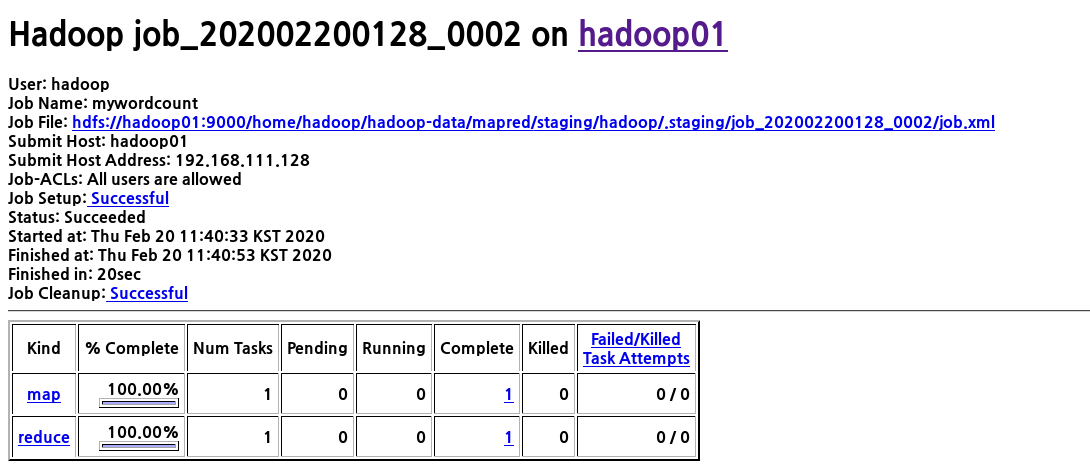 Hadoop job_202002200128_0002 on hadoop01
User: hadoop
Job Name: mywordcount
Job File: hdfs://hadoop01:9000/home/hadoop/hadoop-data/mapred/staging/hadoop/.staging/job_202002200128_0002/job.xml
Submit Host: hadoop01
Submit Host Address: 192.168.111.128
Job-ACLs: All users are allowed
Job Setup: Successful
Status: Succeeded
Started at: Thu Feb 20 11:40:33 KST 2020
Finished at: Thu Feb 20 11:40:53 KST 2020
Finished in: 20sec
Job Cleanup: Successful
Kind % Complete Num Tasks Pending Running Complete Killed Failed/Killed
Task Attempts
map 100.00% 1 0 0 1 0 0 / 0
reduce 100.00% 1 0 0 1 0 0 / 0